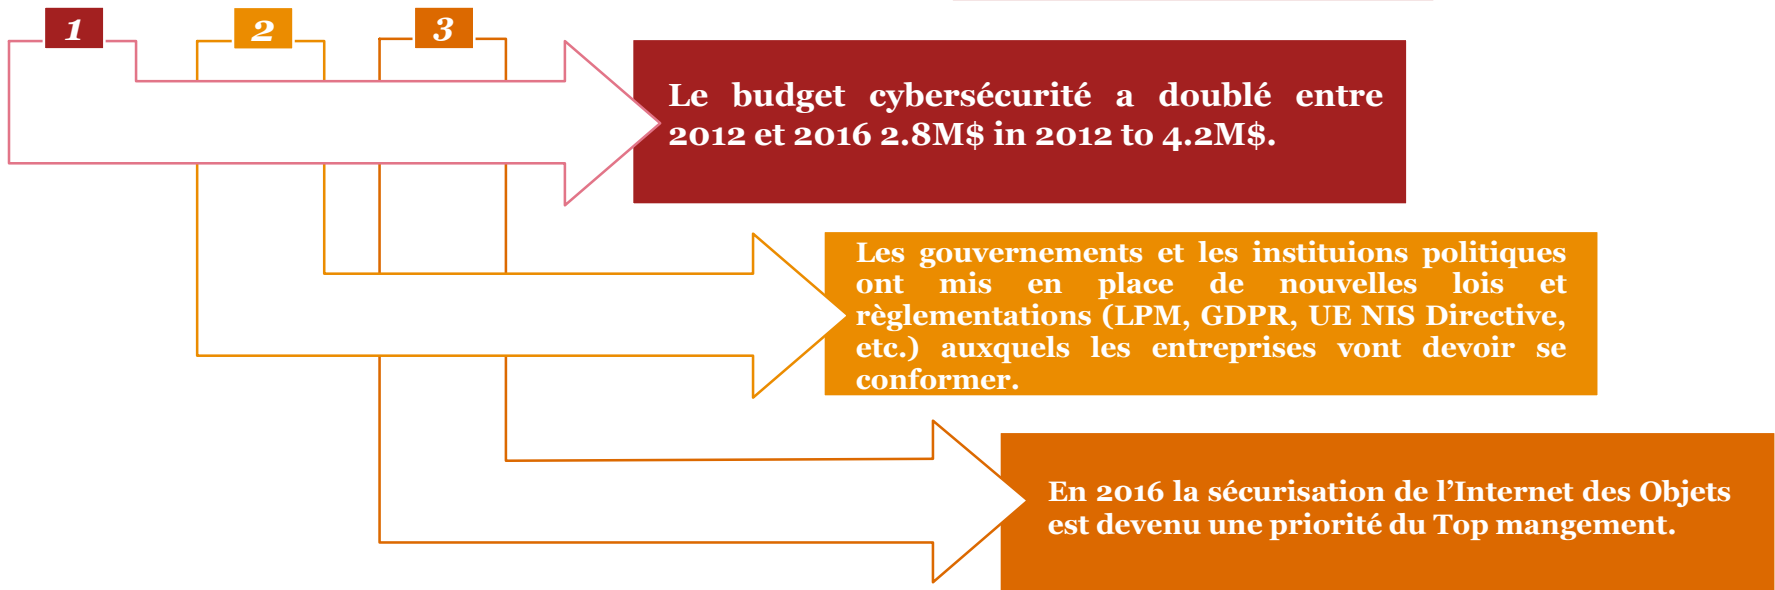 1
2
3
Le budget cybersécurité a doublé entre
2012 et 2016 2.8M$ in 2012 to 4.2M$.
Les gouvernements et les instituions politiques
ont mis en place de nouvelles lois et
règlementations (LPM, GDPR, UE NIS Directive,
etc.) auxquels les entreprises vont devoir se
conformer.
En 2016 la sécurisation de l’Internet des Objets
est devenu une priorité du Top mangement.